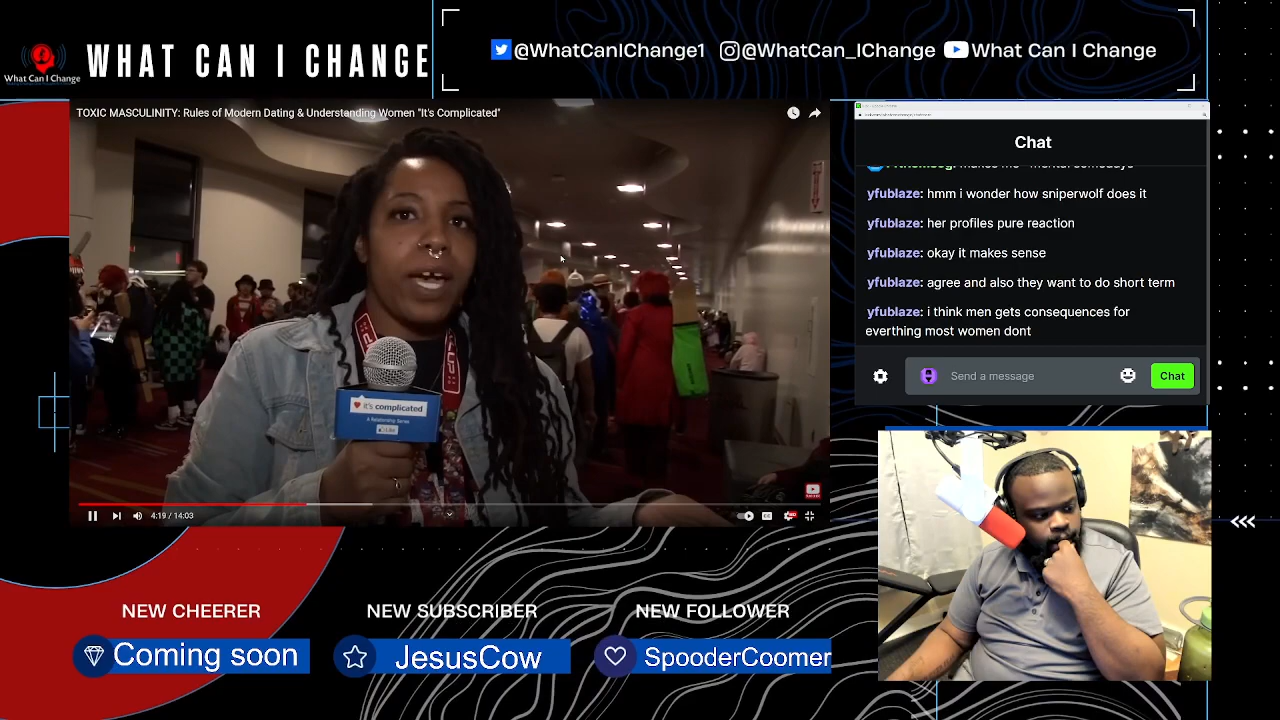 What Can I Change
WHAT CAN I CHANGE
@WhatCanIChange1
@WhatCan_IChange
What Can I Change
TOXIC MASCULINITY: Rules of Modern Dating & Understanding Women "It's Complicated"
it's complicated
A Relationship Series
Like
4:19 / 14:03
Chat
yfublaze: hmm i wonder how sniperwolf does it
yfublaze: her profiles pure reaction
yfublaze: okay it makes sense
yfublaze: agree and also they want to do short term
yfublaze: i think men gets consequences for
everthing most women dont
Send a message
Chat
NEW CHEERER
NEW SUBSCRIBER
NEW FOLLOWER
Coming soon
JesusCow
SpooderCoomer